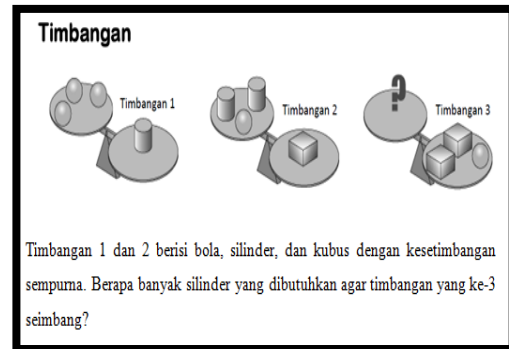 Timbangan
Timbangan 1
Timbangan 2
?
Timbangan 3
Timbangan 1 dan 2 berisi bola, silinder, dan kubus dengan kesetimbangan
sempurna. Berapa banyak silinder yang dibutuhkan agar timbangan yang ke-3
seimbang?